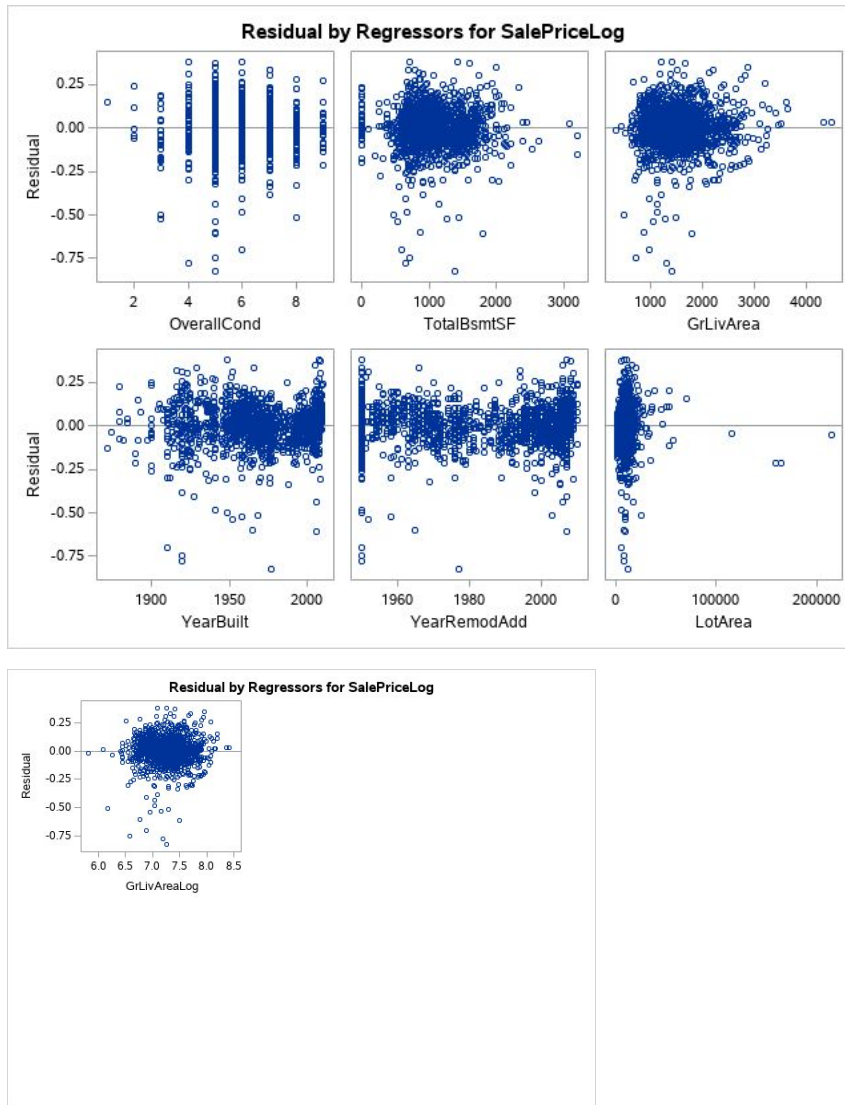 Residual by Regressors for SalePriceLog
Residual
0.25
0.00
-0.25
-0.50
-0.75
2 4 6 8
OverallCond
0 1000 2000 3000
TotalBsmtSF
1000 2000 3000 4000
GrLivArea
Residual
0.25
0.00
-0.25
-0.50
-0.75
1900 1950 2000
YearBuilt
1960 1980 2000
YearRemodAdd
0 100000 200000
LotArea
Residual by Regressors for SalePriceLog
Residual
0.25
0.00
-0.25
-0.50
-0.75
6.0 6.5 7.0 7.5 8.0 8.5
GrLivAreaLog